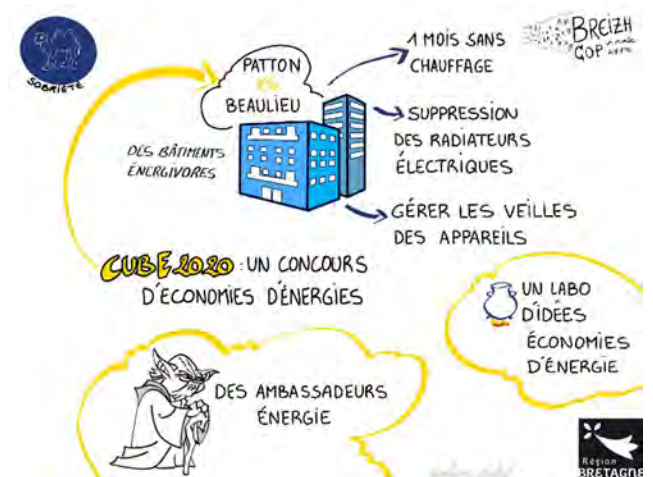 SOBRIÉTÉ
PATTON
VS
BEAULIEU
1 MOIS SANS
CHAUFFAGE
BREIZH
COP
DES BÂTIMENTS
ÉNERGIVORES
SUPPRESSION
DES RADIATEURS
ÉLECTRIQUES
GÉRER LES VEILLES
DES APPAREILS
CUBE 2020 : UN CONCOURS
D'ÉCONOMIES D'ÉNERGIES
UN LABO
D'IDÉES
ÉCONOMIES
D'ÉNERGIE
DES AMBASSADEURS
ÉNERGIE
Région
BRETAGNE